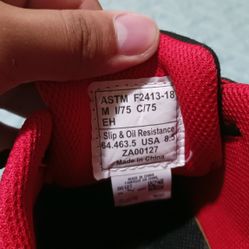 ASTM F2413-18
M I/75 C/75
EH
Slip & Oil Resistance
64.463.5 USA 8.5
ZA00127
Made in China